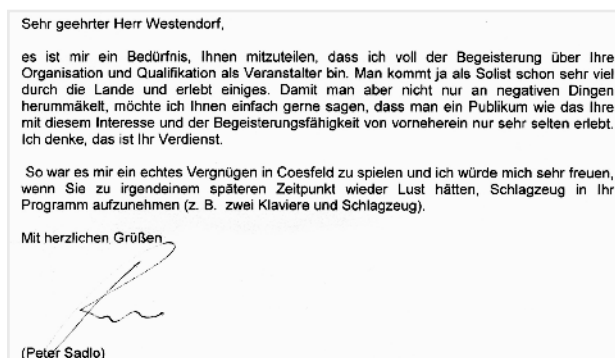 Sehr geehrter Herr Westendorf,
es ist mir ein Bedürfnis, Ihnen mitzuteilen, dass ich voll der Begeisterung über Ihre
Organisation und Qualifikation als Veranstalter bin. Man kommt ja als Solist schon sehr viel
durch die Lande und erlebt einiges. Damit man aber nicht nur an negativen Dingen
herummäkelt, möchte ich Ihnen einfach gerne sagen, dass man ein Publikum wie das Ihre
mit diesem Interesse und der Begeisterungsfähigkeit von vorneherein nur sehr selten erlebt.
Ich denke, das ist Ihr Verdienst.
So war es mir ein echtes Vergnügen in Coesfeld zu spielen und ich würde mich sehr freuen,
wenn Sie zu irgendeinem späteren Zeitpunkt wieder Lust hätten, Schlagzeug in Ihr
Programm aufzunehmen (z. B. zwei Klaviere und Schlagzeug).
Mit herzlichen Grüßen
(Peter Sadlo)